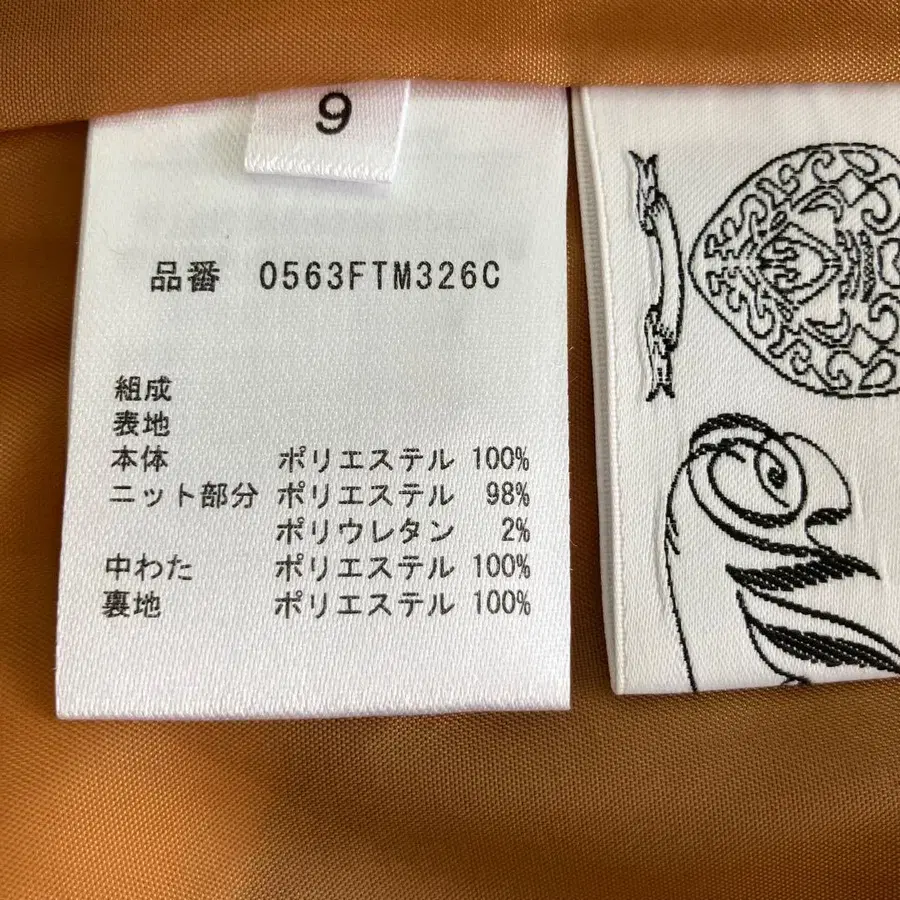 9
品番 0563FTM326C
組成
表地
本体 ポリエステル 100%
ニット部分 ポリエステル 98%
ポリウレタン 2%
中わた ポリエステル 100%
裏地 ポリエステル 100%